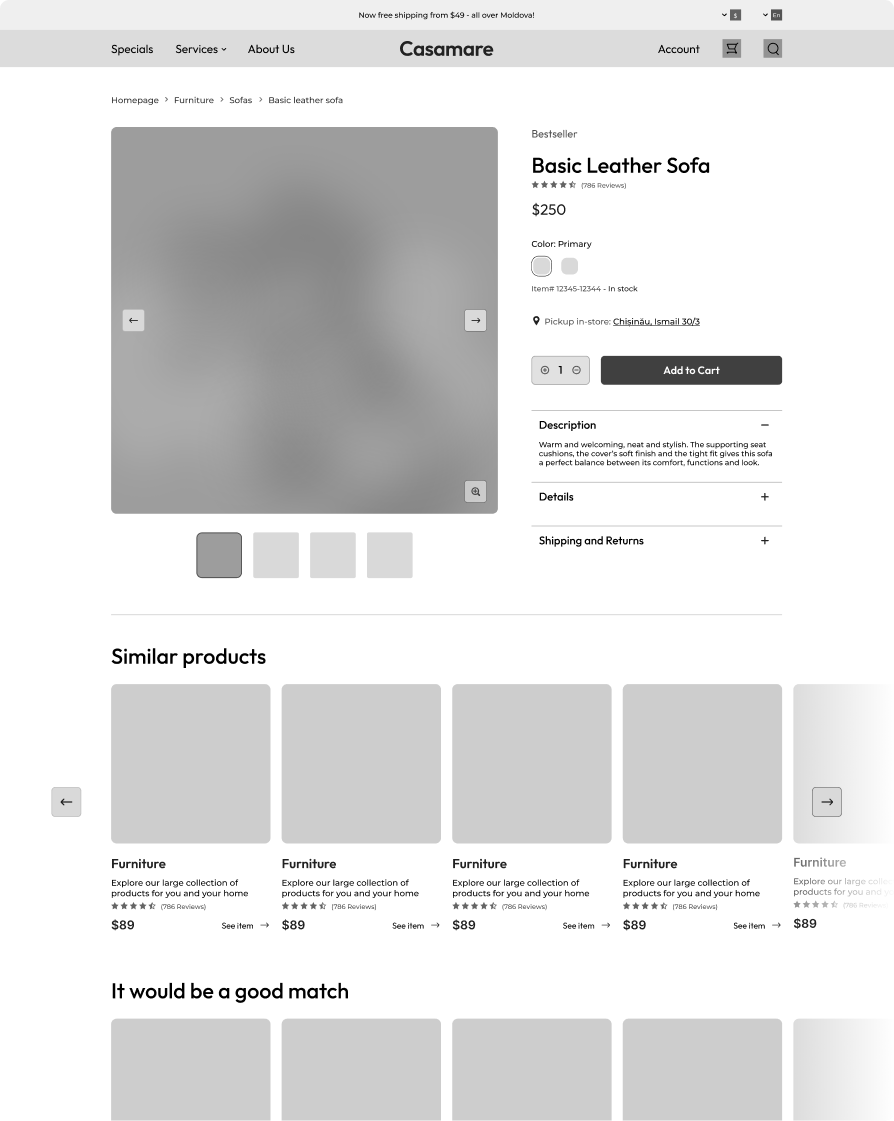 Now free shipping from $49 - all over Moldova!
$
En
Specials
Services
About Us
Casamare
Account
Homepage
Furniture
Sofas
Basic leather sofa
Bestseller
Basic Leather Sofa
(786 Reviews)
$250
Color: Primary
Item# 12345-12344 - In stock
Pickup in-store: Chișinău, Ismail 30/3
1
Add to Cart
Description
Warm and welcoming, neat and stylish. The supporting seat
cushions, the cover's soft finish and the tight fit gives this sofa
a perfect balance between its comfort, functions and look.
Details
Shipping and Returns
Similar products
Furniture
Explore our large collection of
products for you and your home
(786 Reviews)
$89
See item
Furniture
Explore our large collection of
products for you and your home
(786 Reviews)
$89
See item
Furniture
Explore our large collection of
products for you and your home
(786 Reviews)
$89
See item
Furniture
Explore our large collection of
products for you and your home
(786 Reviews)
$89
See item
Furniture
Explore our large
products for you and
(786 Reviews)
$89
It would be a good match